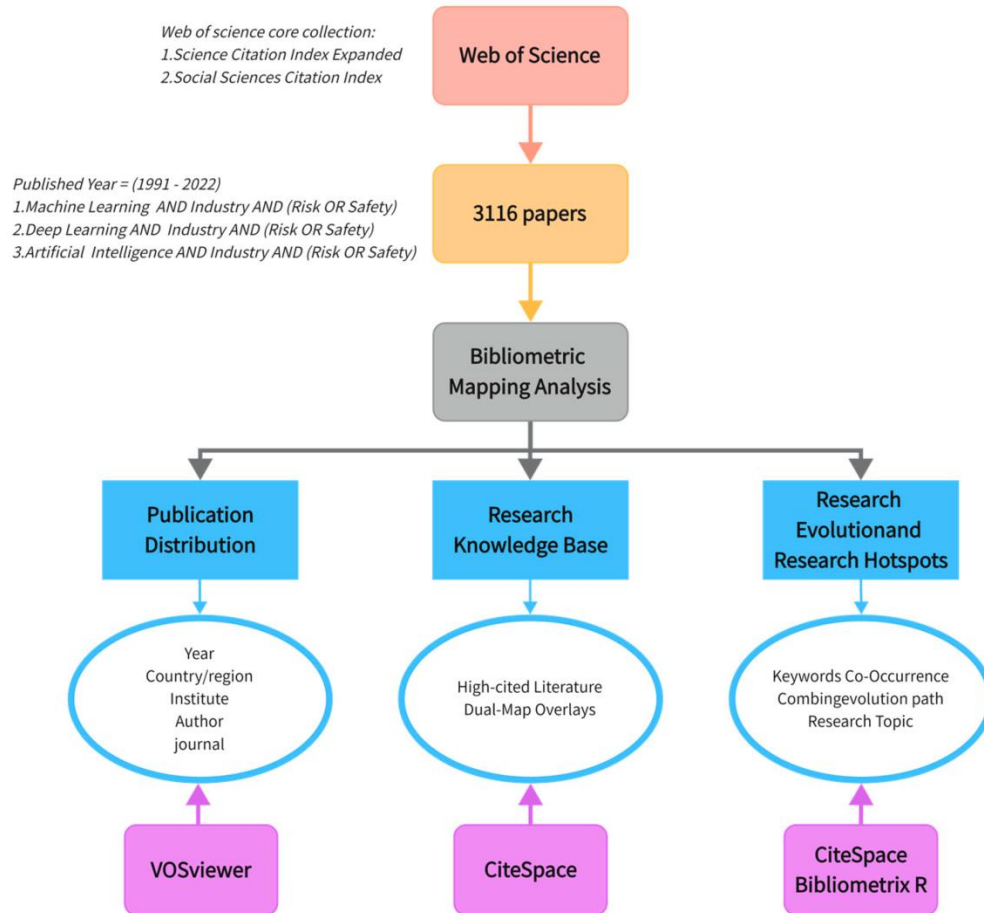 Web of science core collection:
1.Science Citation Index Expanded
2.Social Sciences Citation Index
Web of Science
Published Year = (1991 - 2022)
1.Machine Learning AND Industry AND (Risk OR Safety)
2.Deep Learning AND Industry AND (Risk OR Safety)
3.Artificial Intelligence AND Industry AND (Risk OR Safety)
3116 papers
Bibliometric
Mapping Analysis
Publication
Distribution
Research
Knowledge Base
Research
Evolutionand
Research Hotspots
Year
Country/region
Institute
Author
journal
High-cited Literature
Dual-Map Overlays
Keywords Co-Occurrence
Combingevolution path
Research Topic
VOSviewer
CiteSpace
CiteSpace
Bibliometrix R